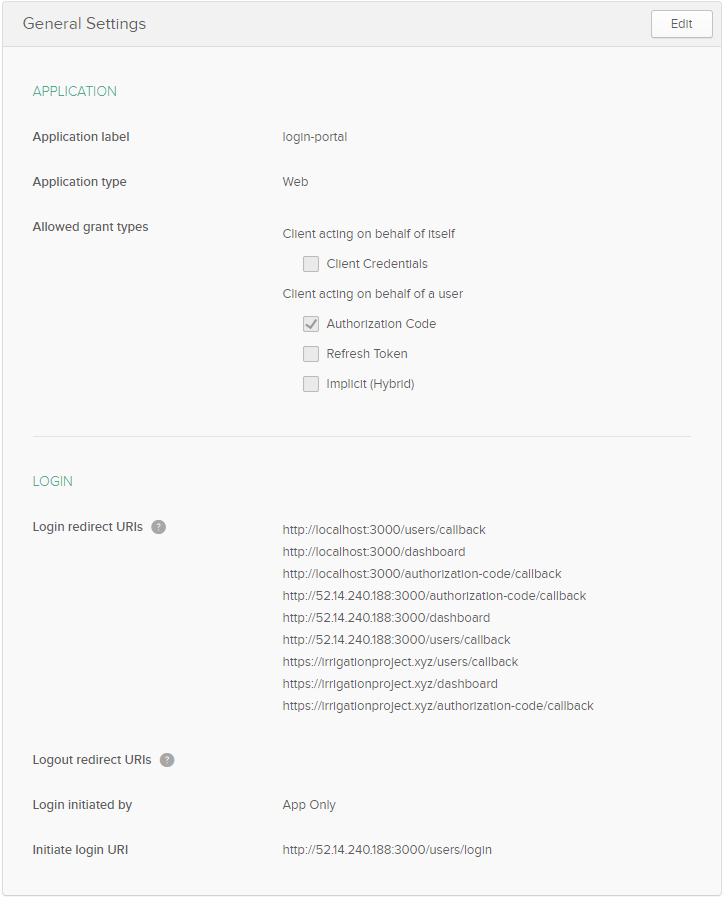 General Settings
Edit
APPLICATION
Application label
login-portal
Application type
Web
Allowed grant types
Client acting on behalf of itself
Client Credentials
Client acting on behalf of a user
Authorization Code
Refresh Token
Implicit (Hybrid)
LOGIN
Login redirect URIs ?
http://localhost:3000/users/callback
http://localhost:3000/dashboard
http://localhost:3000/authorization-code/callback
http://52.14.240.188:3000/authorization-code/callback
http://52.14.240.188:3000/dashboard
http://52.14.240.188:3000/users/callback
https://irrigationproject.xyz/users/callback
https://irrigationproject.xyz/dashboard
https://irrigationproject.xyz/authorization-code/callback
Logout redirect URIs ?
Login initiated by
App Only
Initiate login URI
http://52.14.240.188:3000/users/login